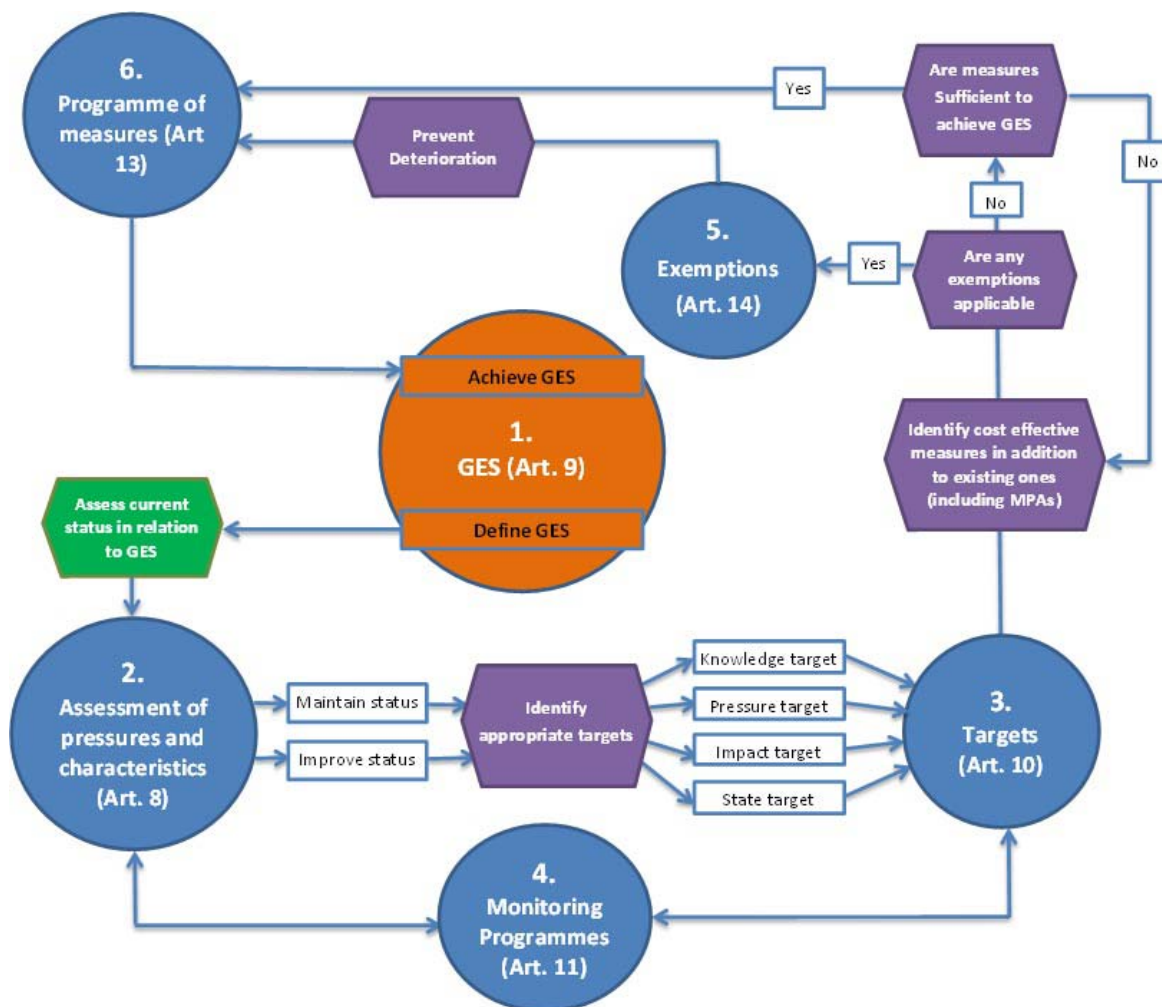 6.
Programme of
measures (Art
13)
Prevent
Deterioration
Yes
Are measures
Sufficient to
achieve GES
No
No
5.
Exemptions
(Art. 14)
Yes
Are any
exemptions
applicable
Achieve GES
1.
GES (Art. 9)
Define GES
Identify cost effective
measures in addition
to existing ones
(including MPAs)
Assess current
status in relation
to GES
2.
Assessment of
pressures and
characteristics
(Art. 8)
Maintain status
Improve status
Identify
appropriate targets
Knowledge target
Pressure target
Impact target
State target
3.
Targets
(Art. 10)
4.
Monitoring
Programmes
(Art. 11)